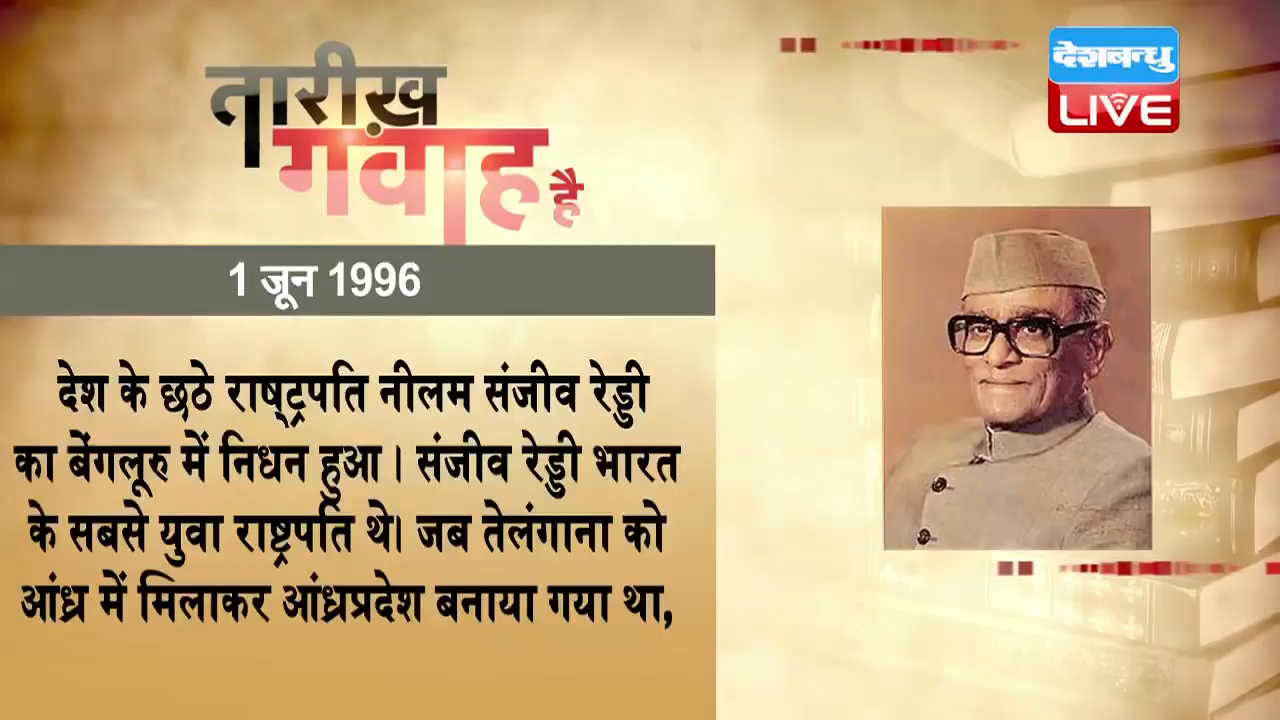 तारीख़
गवाह है
देशबन्धु
LIVE
1 जून 1996
देश के छठे राष्ट्रपति नीलम संजीव रेड्डी
का बेंगलूरु में निधन हुआ। संजीव रेड्डी भारत
के सबसे युवा राष्ट्रपति थे। जब तेलंगाना को
आंध्र में मिलाकर आंध्रप्रदेश बनाया गया था,